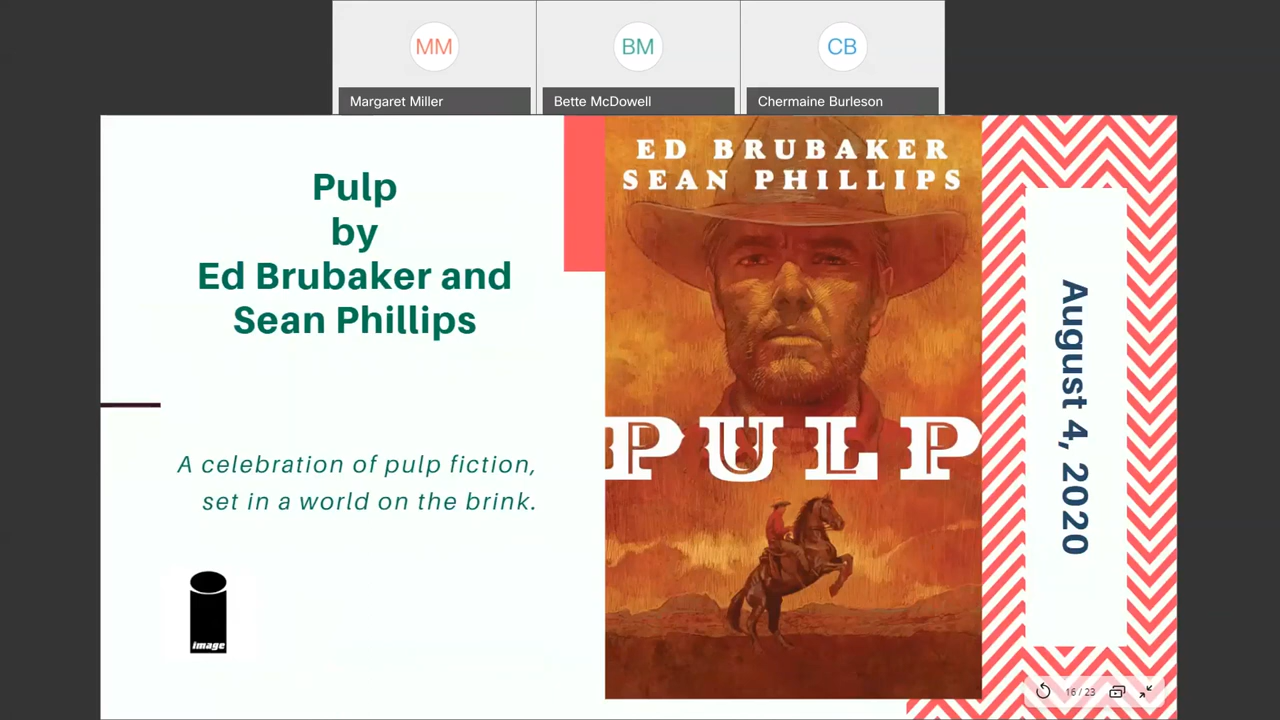 MM
BM
CB
Margaret Miller
Bette McDowell
Chermaine Burleson
Pulp
by
Ed Brubaker and
Sean Phillips
A celebration of pulp fiction,
set in a world on the brink.
image
ED BRUBAKER
SEAN PHILLIPS
PULP
August 4, 2020
16 / 23